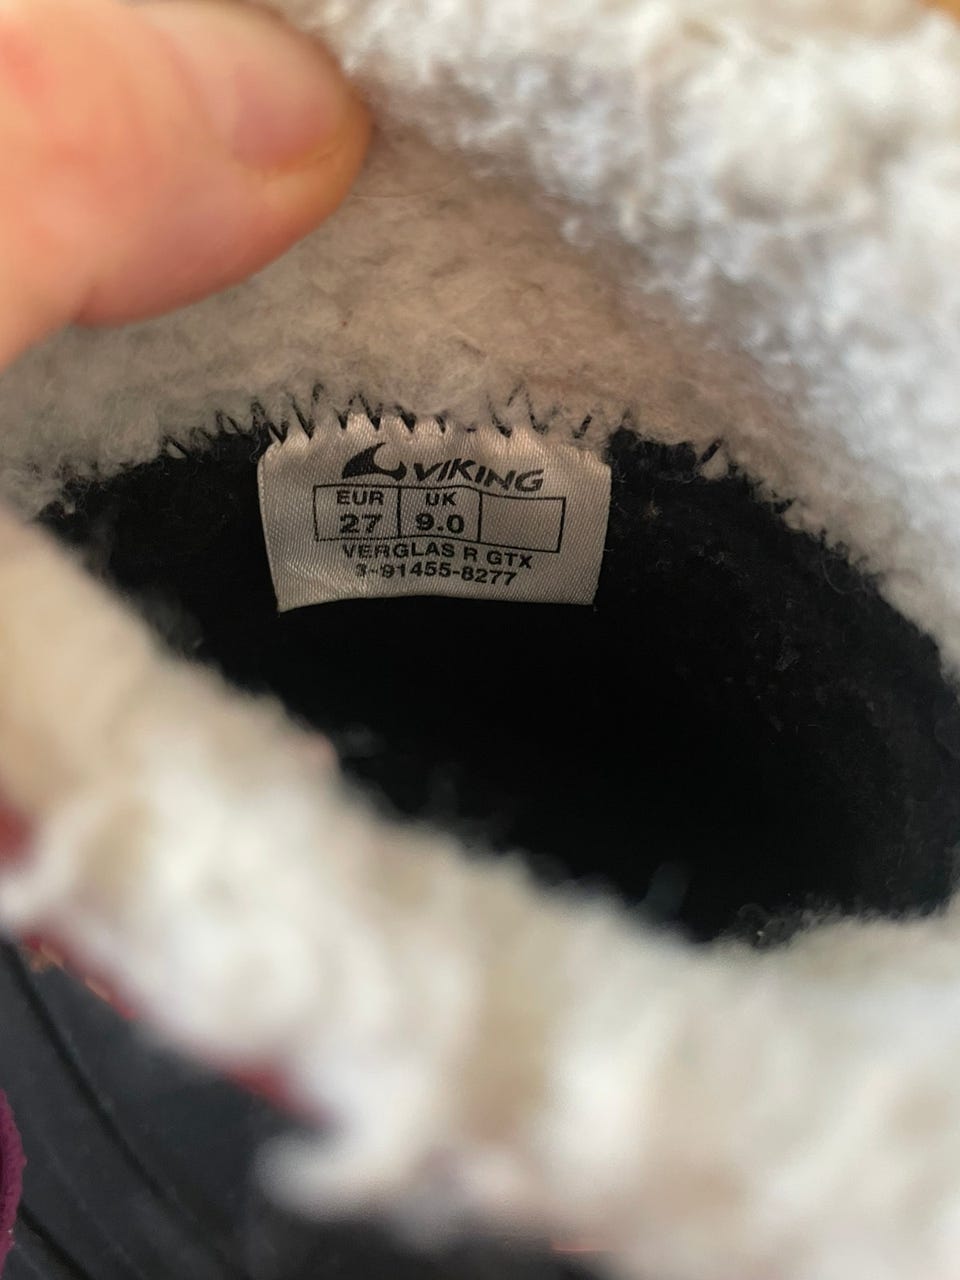 VIKING
EUR UK
27 9.0
VERGLAS R GTX
3-91455-8277